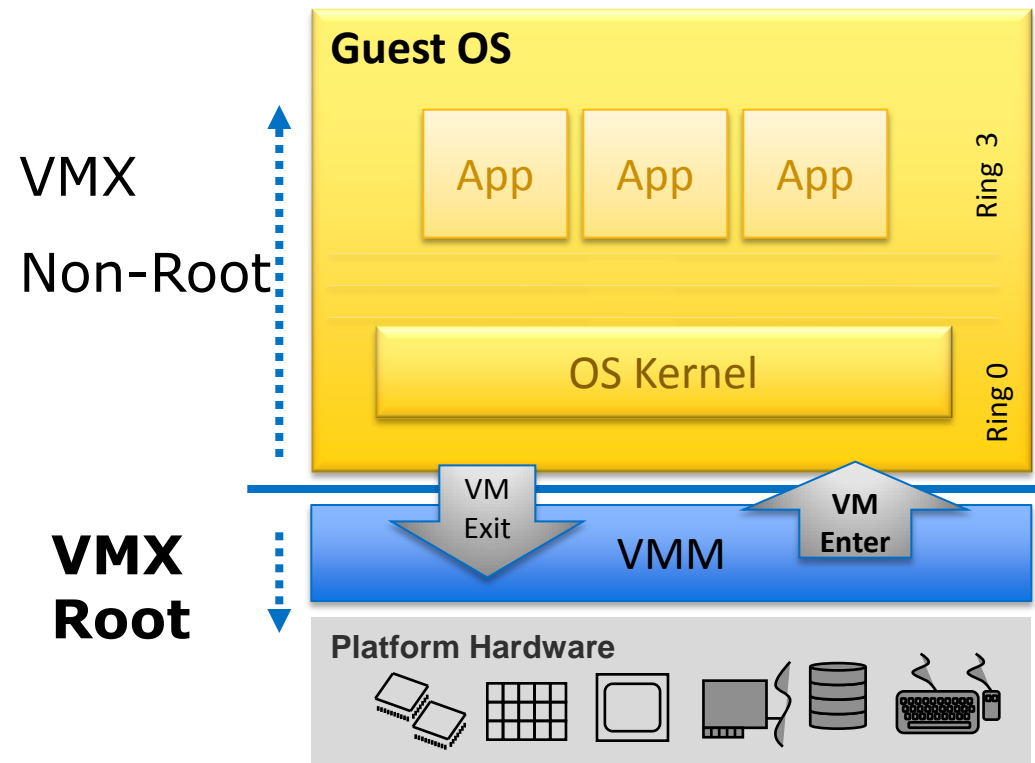 Guest OS
VMX
Non-Root
App
App
App
Ring 3
OS Kernel
Ring 0
VM
Exit
VM
Enter
VMM
VMX
Root
Platform Hardware